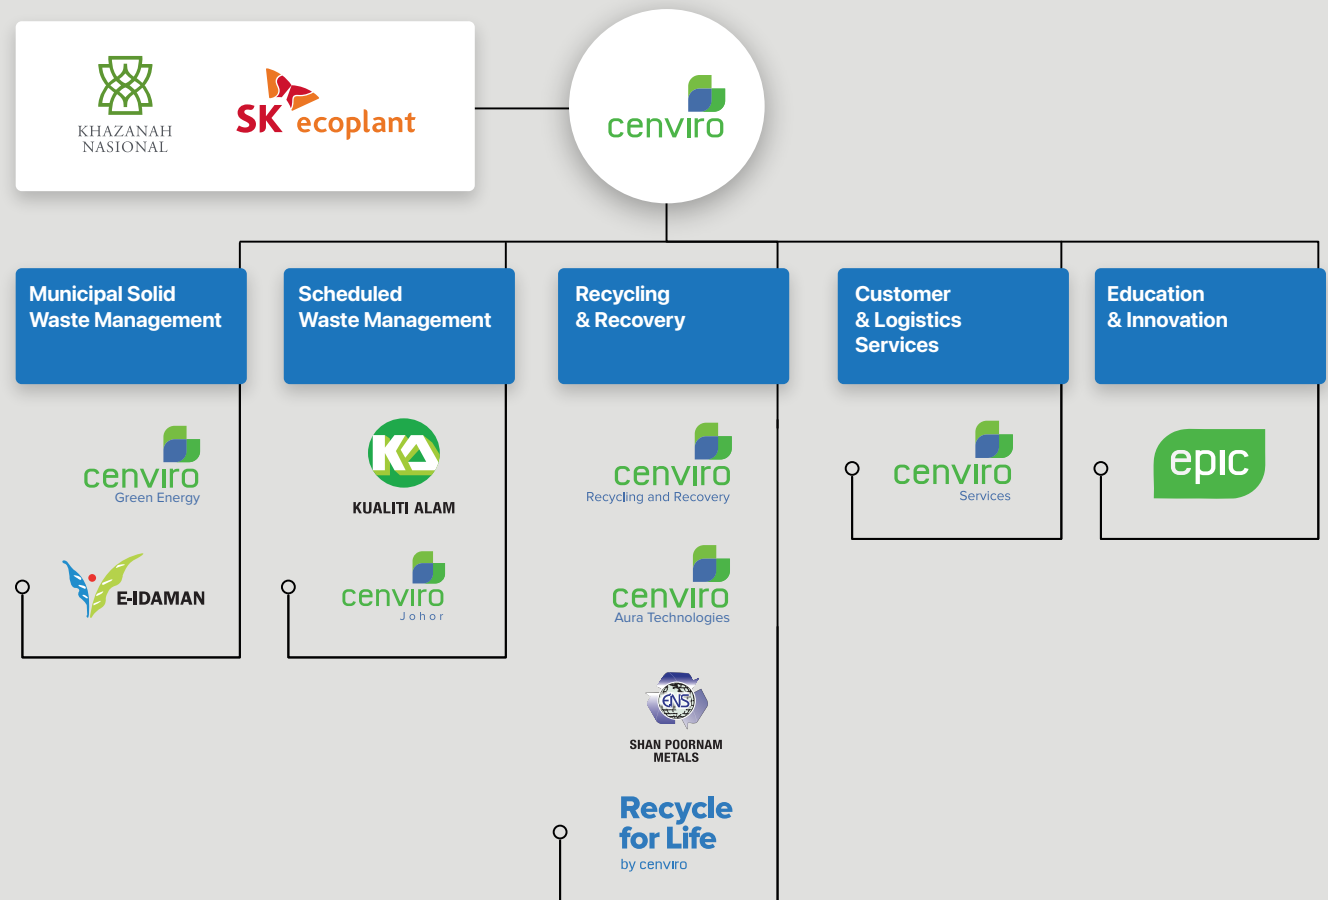 KHAZANAH
NASIONAL
SK ecoplant
cenviro
Municipal Solid
Waste Management
Scheduled
Waste Management
Recycling
& Recovery
Customer
& Logistics
Services
Education
& Innovation
cenviro
Green Energy
E-IDAMAN
KA
KUALITI ALAM
cenviro
Johor
cenviro
Recycling and Recovery
cenviro
Aura Technologies
ENS
SHAN POORNAM
METALS
Recycle
for Life
by cenviro
cenviro
Services
epic